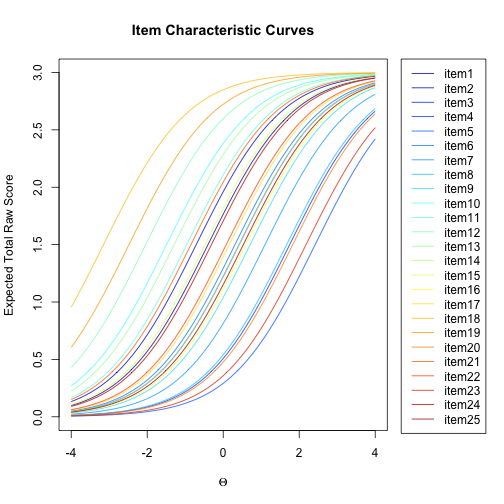 Item Characteristic Curves
Expected Total Raw Score
3.0
2.5
2.0
1.5
1.0
0.5
0.0
-4
-2
0
2
4
Θ
item1
item2
item3
item4
item5
item6
item7
item8
item9
item10
item11
item12
item13
item14
item15
item16
item17
item18
item19
item20
item21
item22
item23
item24
item25